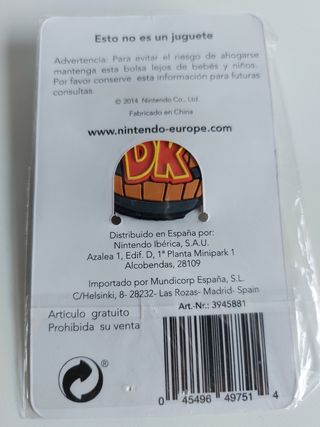 Esto no es un juguete
Advertencia: Para evitar el riesgo de ahogarse
mantenga esta bolsa lejos de bebés y niños.
Por favor conserve esta información para futuras
consultas.
© 2014 Nintendo Co., Ltd.
Fabricado en China
www.nintendo-europe.com
DK
Distribuido en España por:
Nintendo Ibérica, S.A.U.
Azalea 1, Edif. D, 1ª Planta Minipark 1
Alcobendas, 28109
Importado por Mundicorp España, S.L.
C/Helsinki, 8- 28232- Las Rozas- Madrid- Spain
Art.-Nr.: 3945881
Articulo gratuito
Prohibida su venta
®
0 45496 49751 4